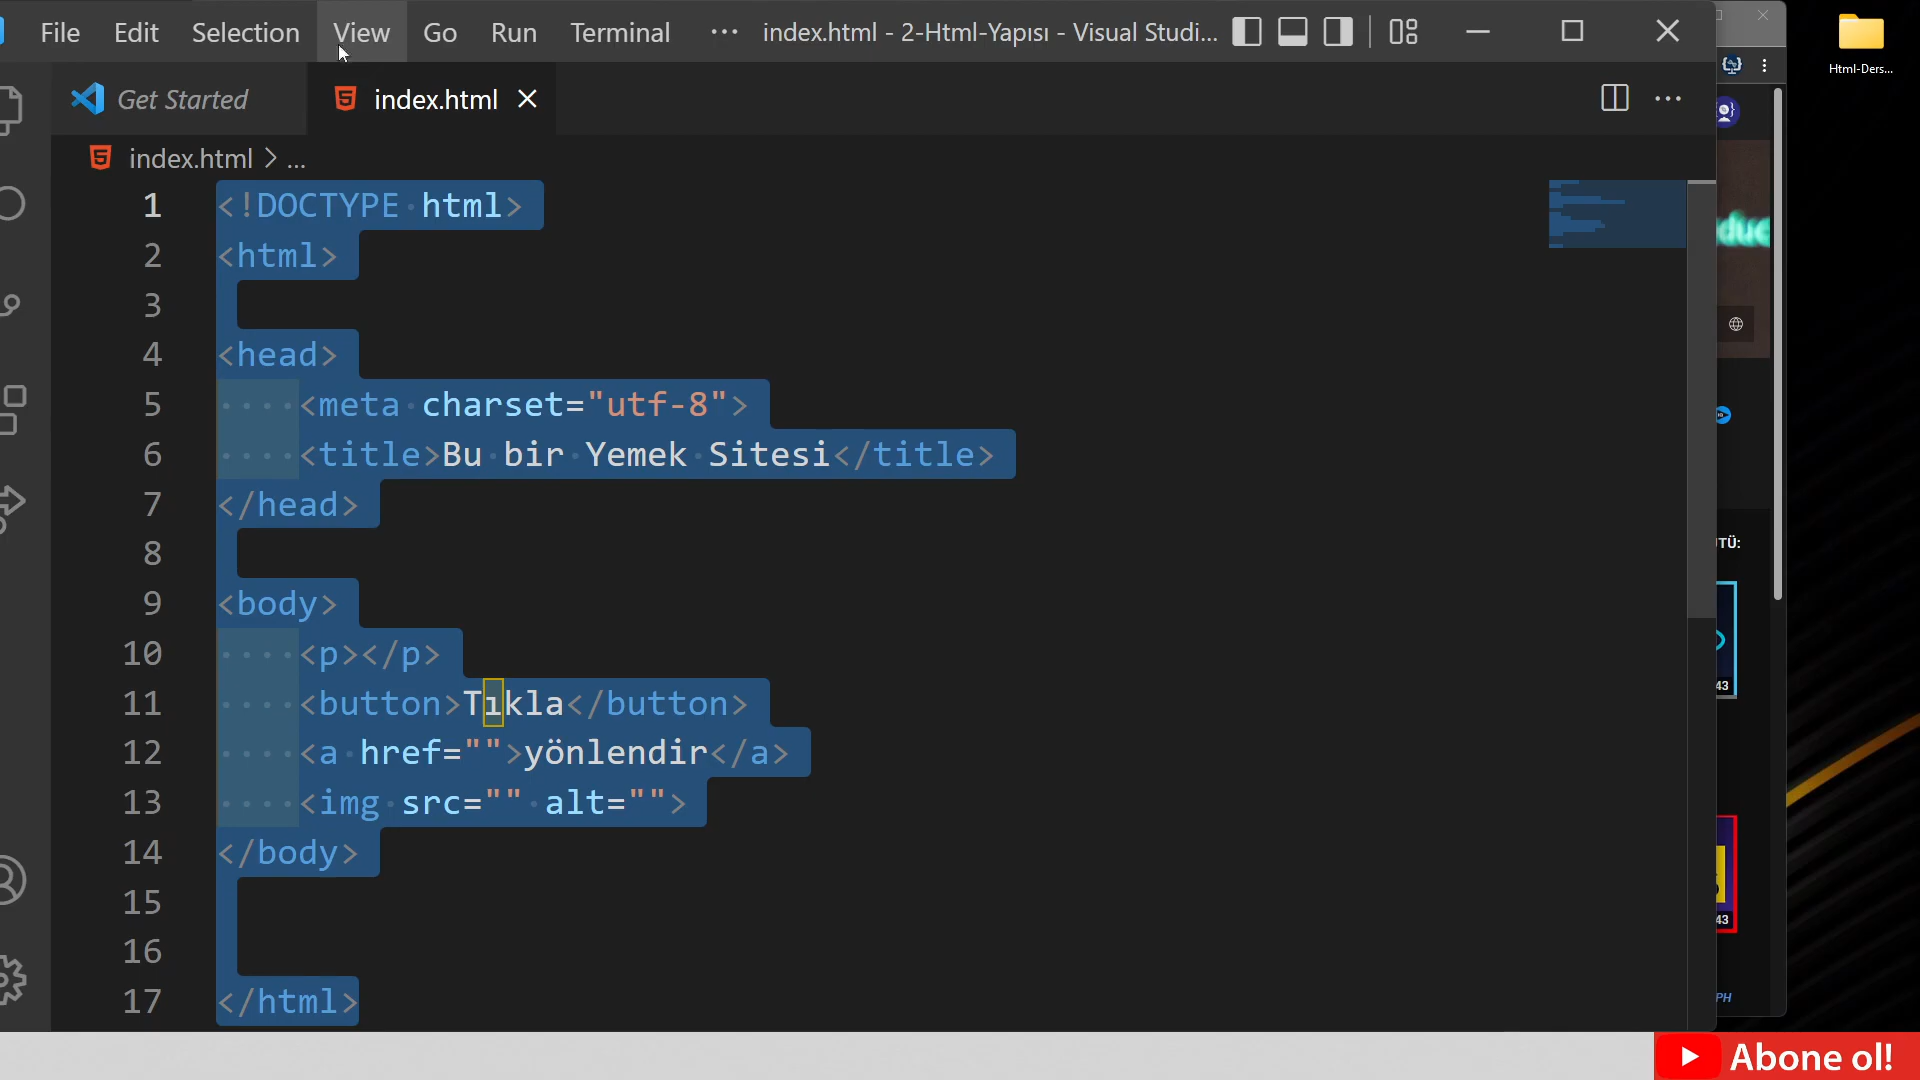 File Edit Selection View Go Run Terminal ··· index.html - 2-Html-Yapısı - Visual Studi...
Html-Ders...
Get Started index.html
index.html > ...
1 <!DOCTYPE html>
2 <html>
3
4 <head>
5 <meta charset="utf-8">
6 <title>Bu bir Yemek Sitesi</title>
7 </head>
8
9 <body>
10 <p></p>
11 <button>Tıkla</button>
12 <a href="">yönlendir</a>
13 <img src="" alt="">
14 </body>
15
16
17 </html>
Abone ol!